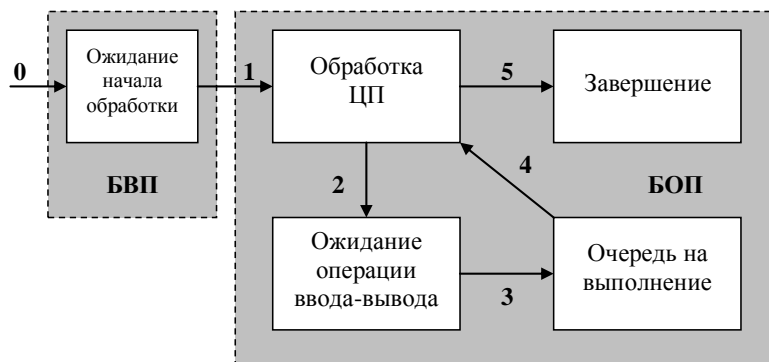 0
Ожидание
начала
обработки
БВП
1
Обработка
ЦП
5
Завершение
2
4
БОП
Ожидание
операции
ввода-вывода
3
Очередь на
выполнение